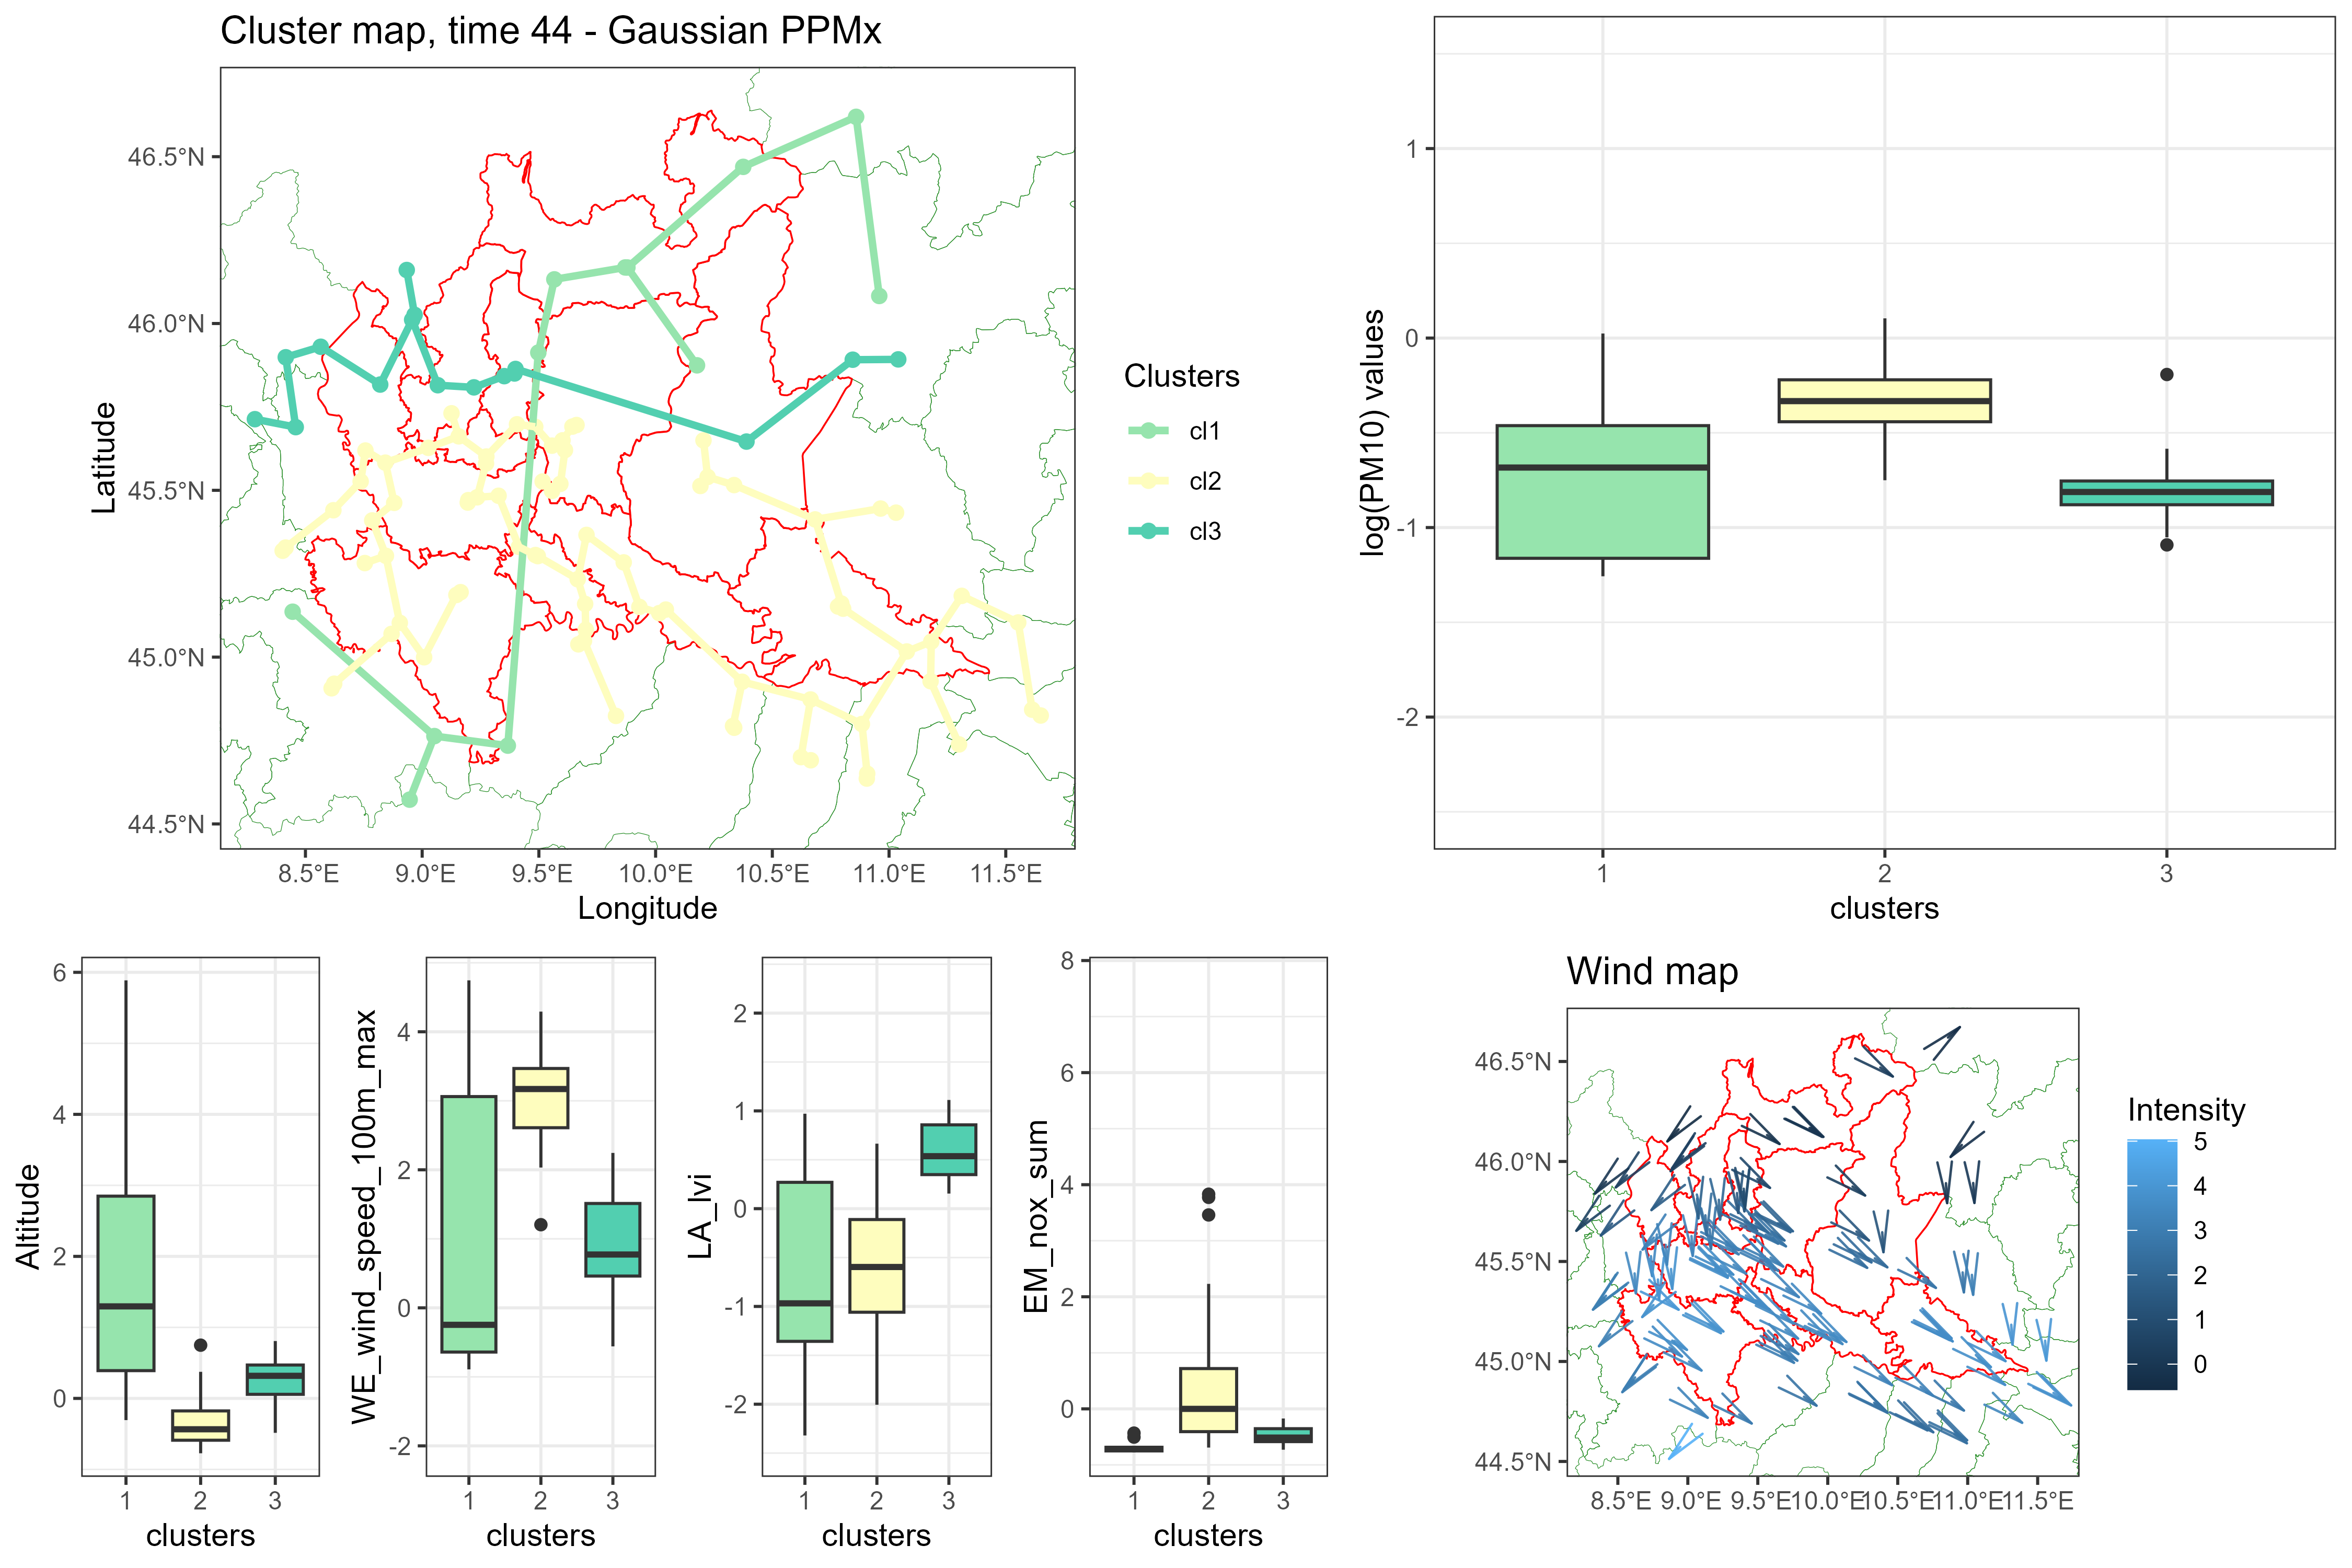 Cluster map, time 44 - Gaussian PPMx
Latitude
46.5°N
46.0°N
45.5°N
45.0°N
44.5°N
8.5°E 9.0°E 9.5°E 10.0°E 10.5°E 11.0°E 11.5°E
Longitude
Clusters
cl1
cl2
cl3
log(PM10) values
1
0
-1
-2
1 2 3
clusters
Altitude
6
4
2
0
1 2 3
clusters
WE_wind_speed_100m_max
4
2
0
-2
1 2 3
clusters
LA_lvi
2
1
0
-1
-2
1 2 3
clusters
EM_nox_sum
8
6
4
2
0
1 2 3
clusters
Wind map
46.5°N
46.0°N
45.5°N
45.0°N
44.5°N
8.5°E 9.0°E 9.5°E 10.0°E 10.5°E 11.0°E 11.5°E
Intensity
5
4
3
2
1
0